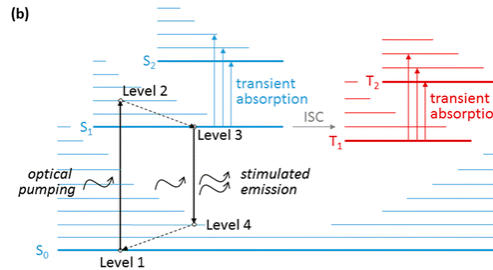 (b)
S2
Level 2
transient
absorption
T2
transient
absorption
S1
Level 3
ISC
T1
optical
pumping
stimulated
emission
Level 4
S0
Level 1